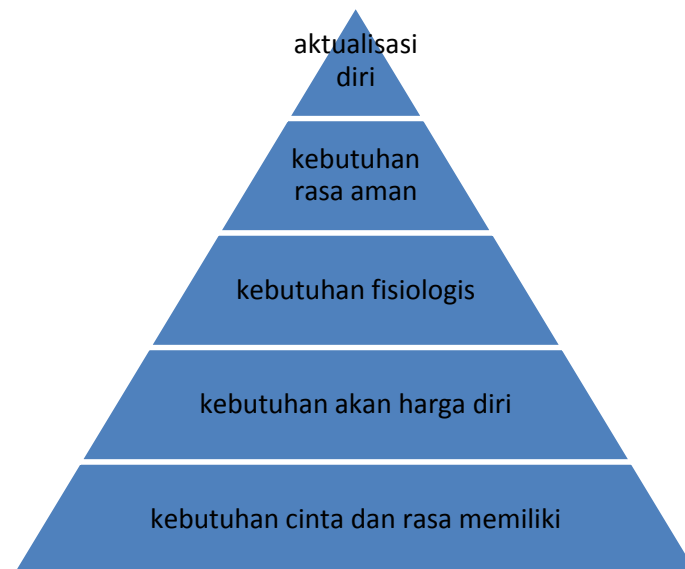 aktualisasi
diri
kebutuhan
rasa aman
kebutuhan fisiologis
kebutuhan akan harga diri
kebutuhan cinta dan rasa memiliki